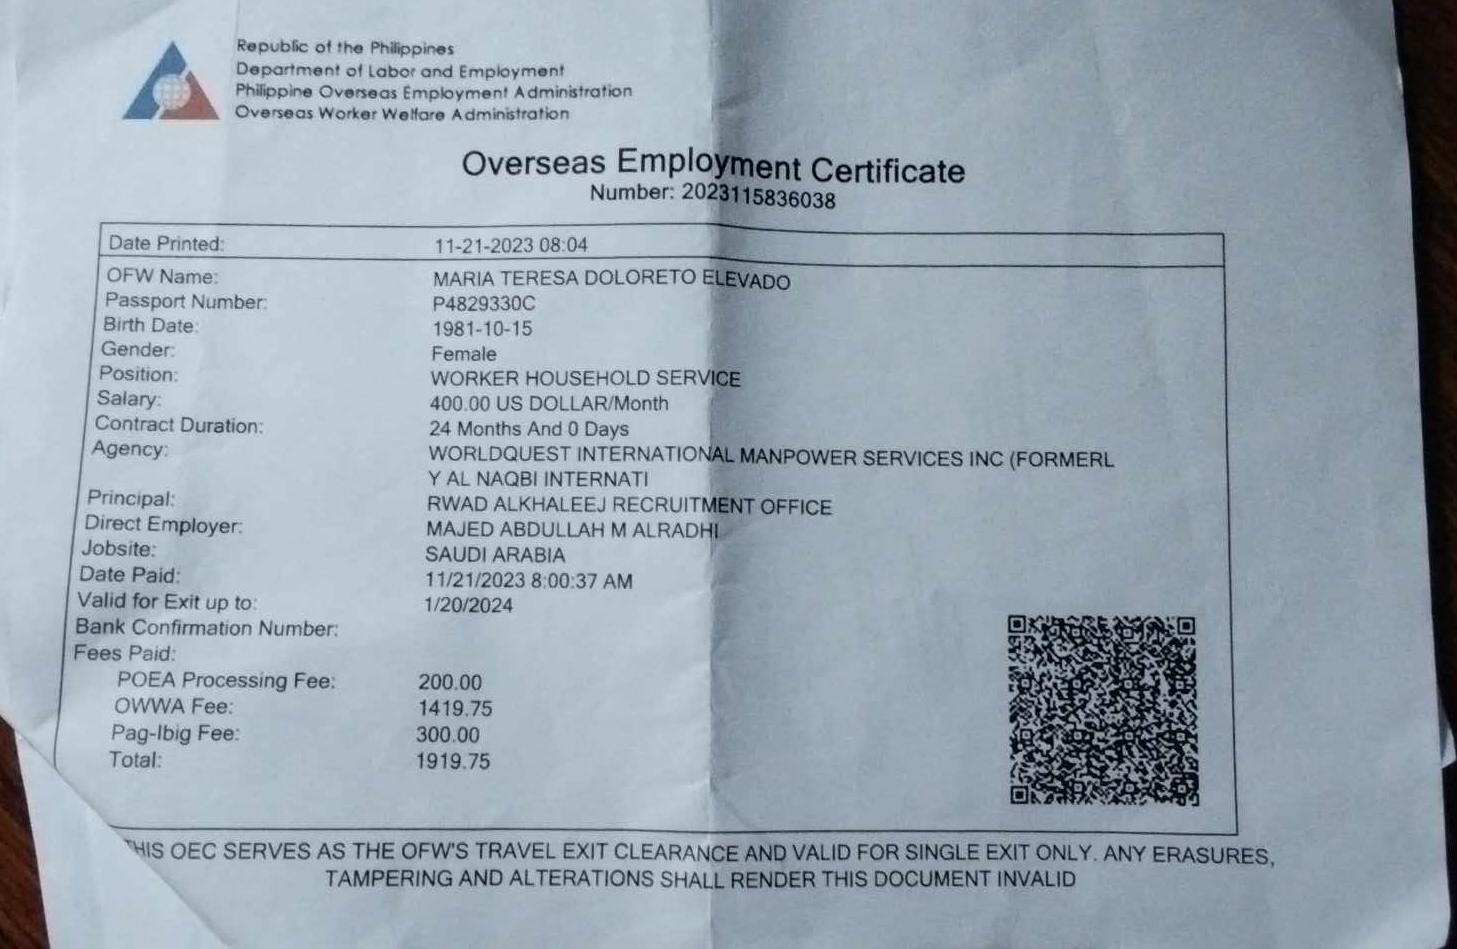 Republic of the Philippines
Department of Labor and Employment
Philippine Overseas Employment Administration
Overseas Worker Welfare Administration
Overseas Employment Certificate
Number: 2023115836038
Date Printed: 11-21-2023 08:04
OFW Name: MARIA TERESA DOLORETO ELEVADO
Passport Number: P4829330C
Birth Date: 1981-10-15
Gender: Female
Position: WORKER HOUSEHOLD SERVICE
Salary: 400.00 US DOLLAR/Month
Contract Duration: 24 Months And 0 Days
Agency: WORLDQUEST INTERNATIONAL MANPOWER SERVICES INC (FORMERL
Y AL NAQBI INTERNATI
Principal: RWAD ALKHALEEJ RECRUITMENT OFFICE
Direct Employer: MAJED ABDULLAH M ALRADHI
Jobsite: SAUDI ARABIA
Date Paid: 11/21/2023 8:00:37 AM
Valid for Exit up to: 1/20/2024
Bank Confirmation Number:
Fees Paid:
POEA Processing Fee: 200.00
OWWA Fee: 1419.75
Pag-Ibig Fee: 300.00
Total: 1919.75
THIS OEC SERVES AS THE OFW'S TRAVEL EXIT CLEARANCE AND VALID FOR SINGLE EXIT ONLY. ANY ERASURES,
TAMPERING AND ALTERATIONS SHALL RENDER THIS DOCUMENT INVALID